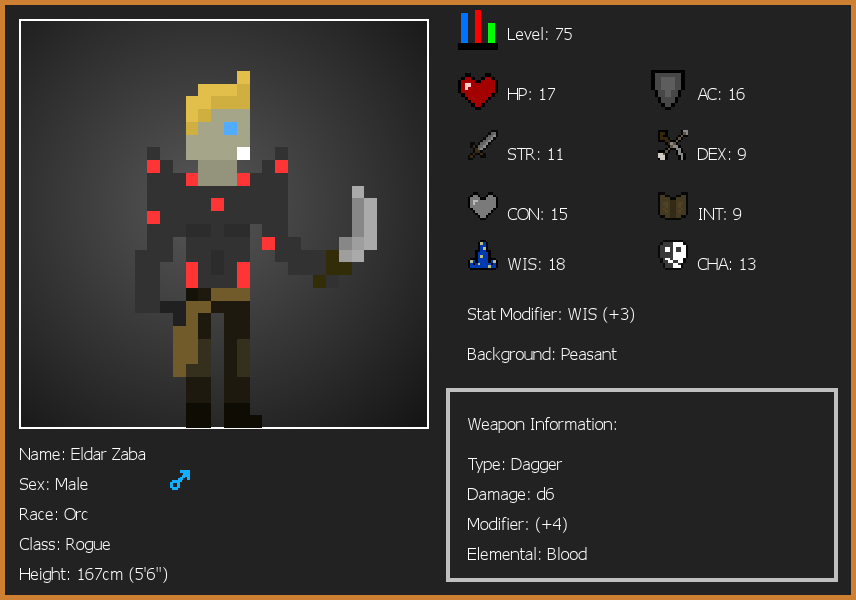 Level: 75
HP: 17
AC: 16
STR: 11
DEX: 9
CON: 15
INT: 9
WIS: 18
CHA: 13
Stat Modifier: WIS (+3)
Background: Peasant
Weapon Information:
Type: Dagger
Damage: d6
Modifier: (+4)
Elemental: Blood
Name: Eldar Zaba
Sex: Male
Race: Orc
Class: Rogue
Height: 167cm (5'6")